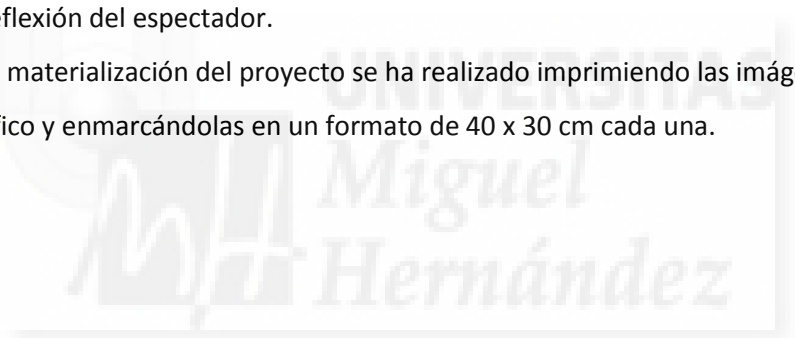 eflexión del espectador.
materialización del proyecto se ha realizado imprimiendo las imág
fico y enmarcándolas en un formato de 40 x 30 cm cada una.
UNIVERSITAS
Miguel
Hernández